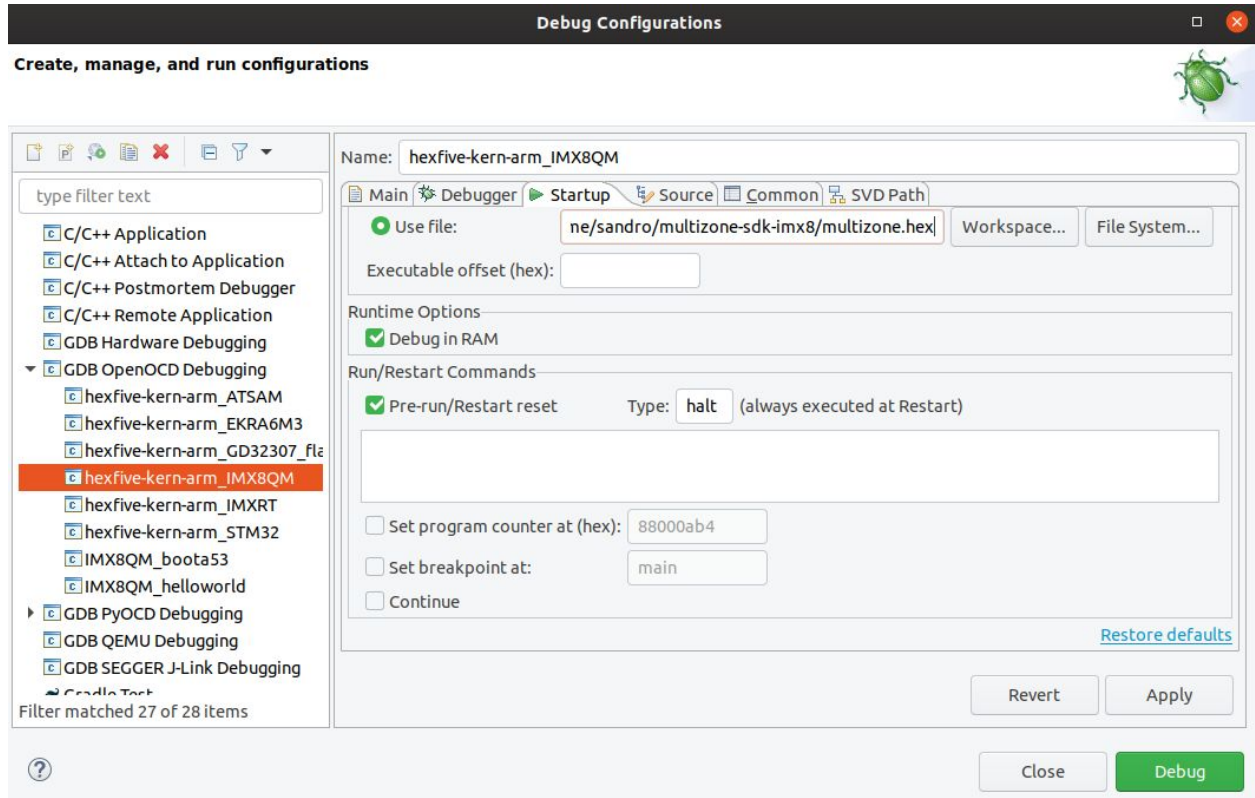 Debug Configurations
Create, manage, and run configurations
P
type filter text
C/C++ Application
C/C++ Attach to Application
C/C++ Postmortem Debugger
C/C++ Remote Application
GDB Hardware Debugging
GDB OpenOCD Debugging
hexfive-kern-arm_ATSAM
hexfive-kern-arm_EKRA6M3
hexfive-kern-arm_GD32307_fla
hexfive-kern-arm_IMX8QM
hexfive-kern-arm_IMXRT
hexfive-kern-arm_STM32
IMX8QM_boota53
IMX8QM_helloworld
GDB PyOCD Debugging
GDB QEMU Debugging
GDB SEGGER J-Link Debugging
Gradle Test
Filter matched 27 of 28 items
Name: hexfive-kern-arm_IMX8QM
Main Debugger Startup Source Common SVD Path
Use file: ne/sandro/multizone-sdk-imx8/multizone.hex Workspace... File System...
Executable offset (hex):
Runtime Options
Debug in RAM
Run/Restart Commands
Pre-run/Restart reset Type: halt (always executed at Restart)
Set program counter at (hex): 88000ab4
Set breakpoint at: main
Continue
Restore defaults
Revert Apply
? Close Debug